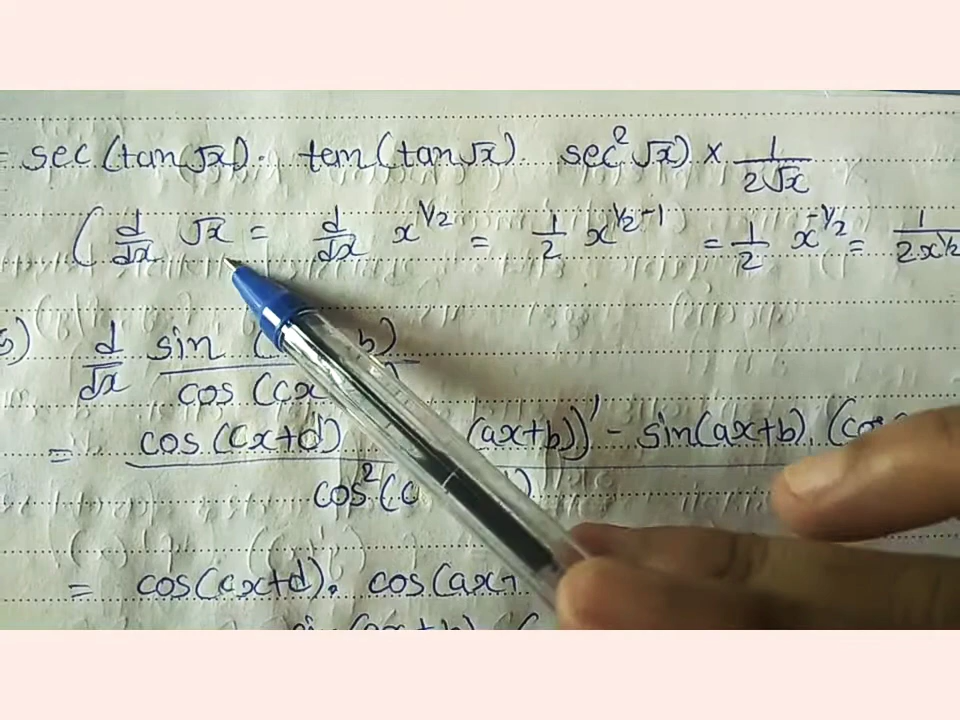 = sec (tan √x). tem (tan √x). sec² √x) × 1/2√x
( d/dx √x = d/dx x^1/2 = 1/2 x^1/2-1 = 1/2 x^-1/2 = 1/2x^1/2
5) d/dx sin ( b) / cos (cx
= cos (cx+d) (ax+b))' - sin(ax+b). (cos / cos²(c )
= cos(cx+d). cos(ax+